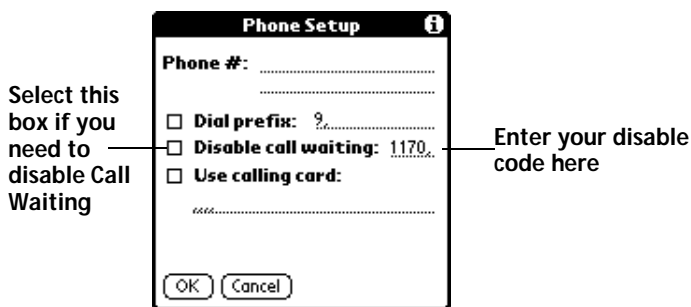 Phone Setup
Phone #:
Select this
box if you
need to
disable Call
Waiting
Dial prefix: 9,
Disable call waiting: 1170,
Use calling card:
,,,,
Enter your disable
code here
OK Cancel